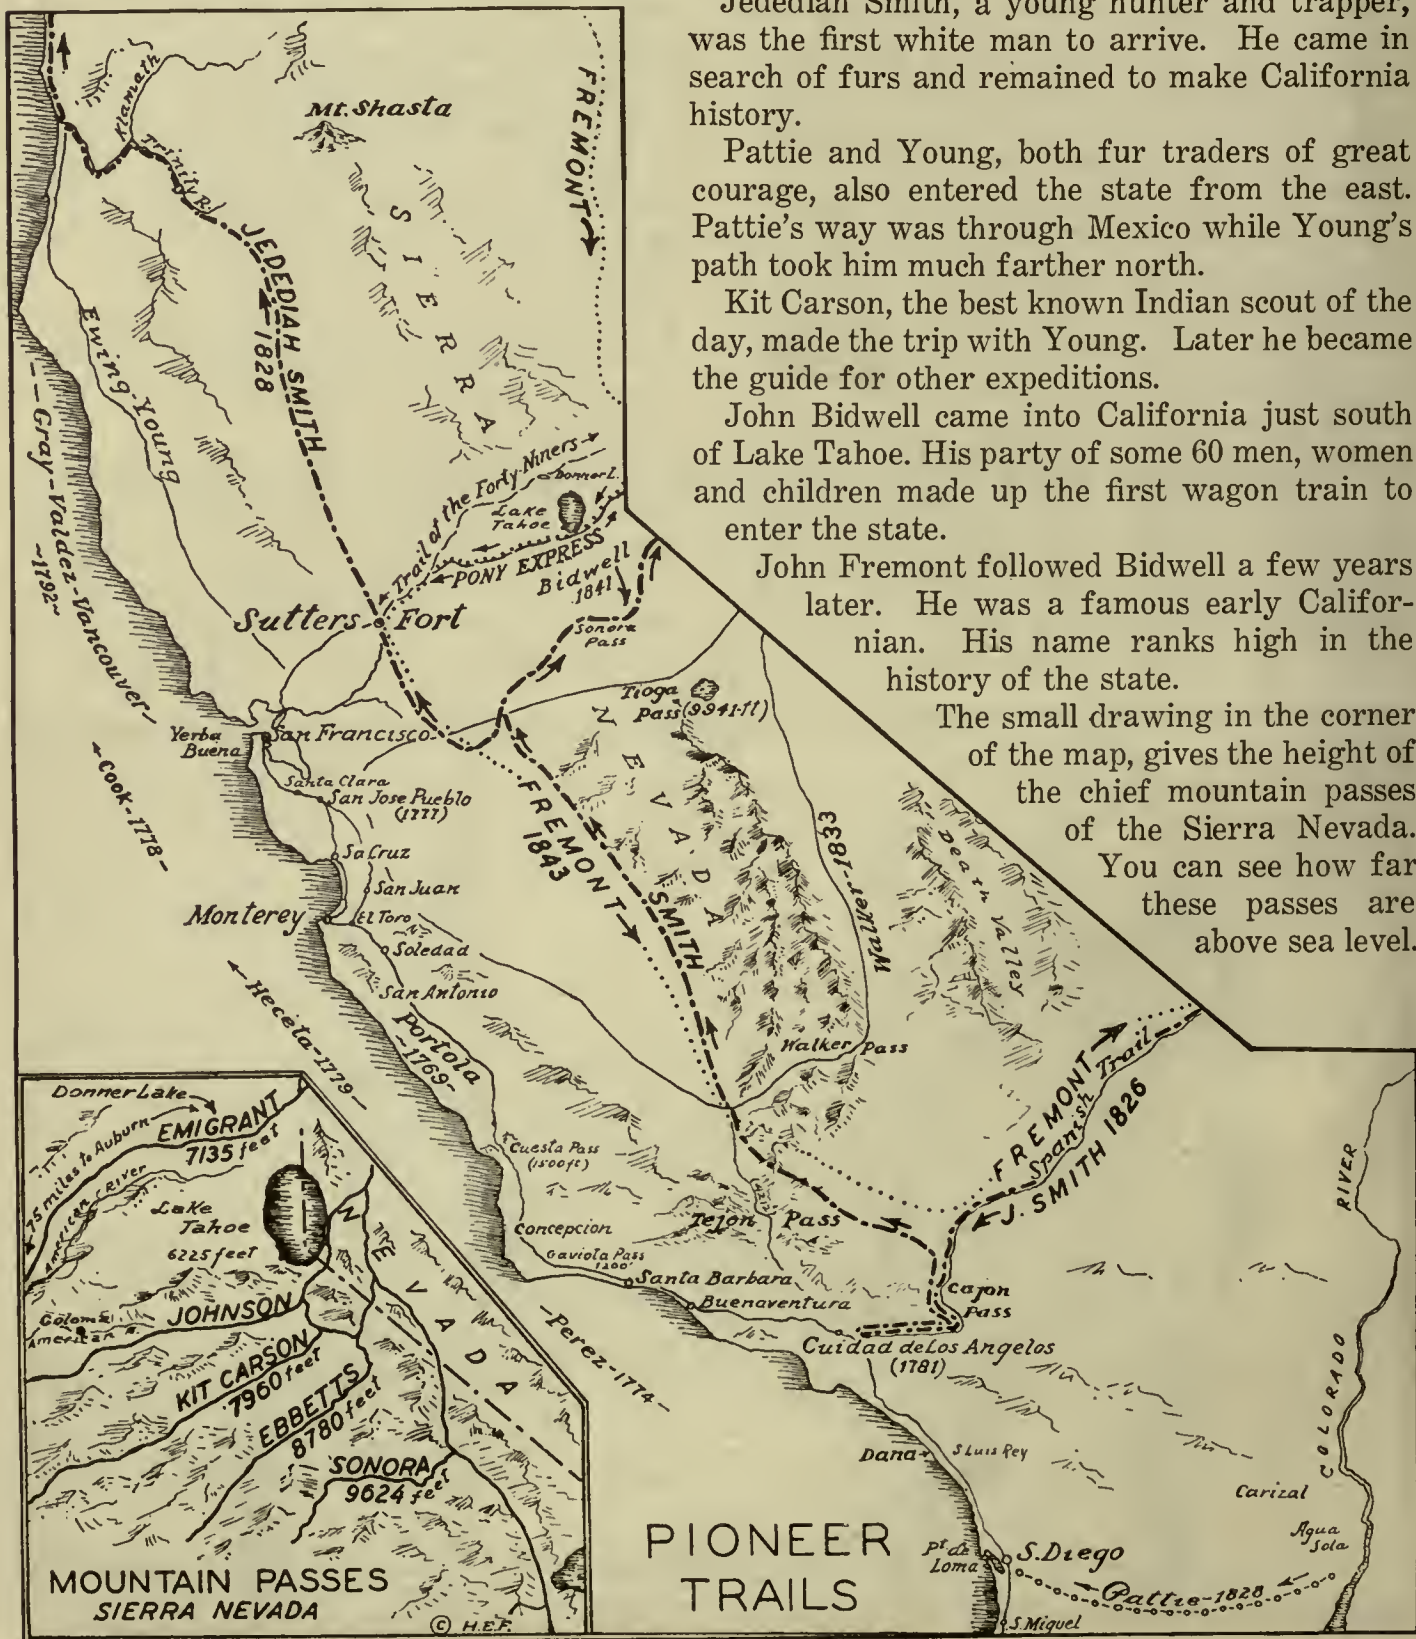 Jedediah Smith, a young hunter and trapper,
was the first white man to arrive. He came in
search of furs and remained to make California
history.
Pattie and Young, both fur traders of great
courage, also entered the state from the east.
Pattie's way was through Mexico while Young's
path took him much farther north.
Kit Carson, the best known Indian scout of the
day, made the trip with Young. Later he became
the guide for other expeditions.
John Bidwell came into California just south
of Lake Tahoe. His party of some 60 men, women
and children made up the first wagon train to
enter the state.
John Fremont followed Bidwell a few years
later. He was a famous early Califor-
nian. His name ranks high in the
history of the state.
The small drawing in the corner
of the map, gives the height of
the chief mountain passes
of the Sierra Nevada.
You can see how far
these passes are
above sea level.
Klamath
Mt. Shasta
FREMONT
Trinity R.
SIERRA
JEDEDIAH SMITH
1828
Ewing Young
Gray-Valdez-Vancouver
~1792~
Trail of the Forty-Niners
Donner L.
Lake
Tahoe
PONY EXPRESS
Bidwell
1841
Sutters Fort
Sonora
Pass
Tioga
Pass (9941-ft)
NEVADA
Yerba
Buena
San Francisco
Cook-1778-
Santa Clara
San Jose Pueblo
(1777)
FREMONT
1843
SMITH
Walker-1833
Death Valley
Sa Cruz
San Juan
Monterey
El Toro
Soledad
San Antonio
Heceta-1779-
Portola
~1769~
Walker Pass
FREMONT
Spanish Trail
J. SMITH 1826
Cuesta Pass
(1500ft)
Tejon Pass
Concepcion
Gaviota Pass
1200'
Santa Barbara
Buenaventura
Cajon
Pass
Cuidad de Los Angelos
(1781)
-Perez-1774-
COLORADO RIVER
Dana
S. Luis Rey
Carizal
Agua
Sola
Pt de
Loma
S. Diego
Pattie-1828
S. Miguel
PIONEER
TRAILS
Donner Lake
EMIGRANT
7135 feet
75 miles to Auburn
American River
Lake
Tahoe
6225 feet
NEVADA
JOHNSON
Coloma
American R.
KIT CARSON
7960 feet
EBBETTS
8780 feet
SONORA
9624 feet
MOUNTAIN PASSES
SIERRA NEVADA
© H.E.F.